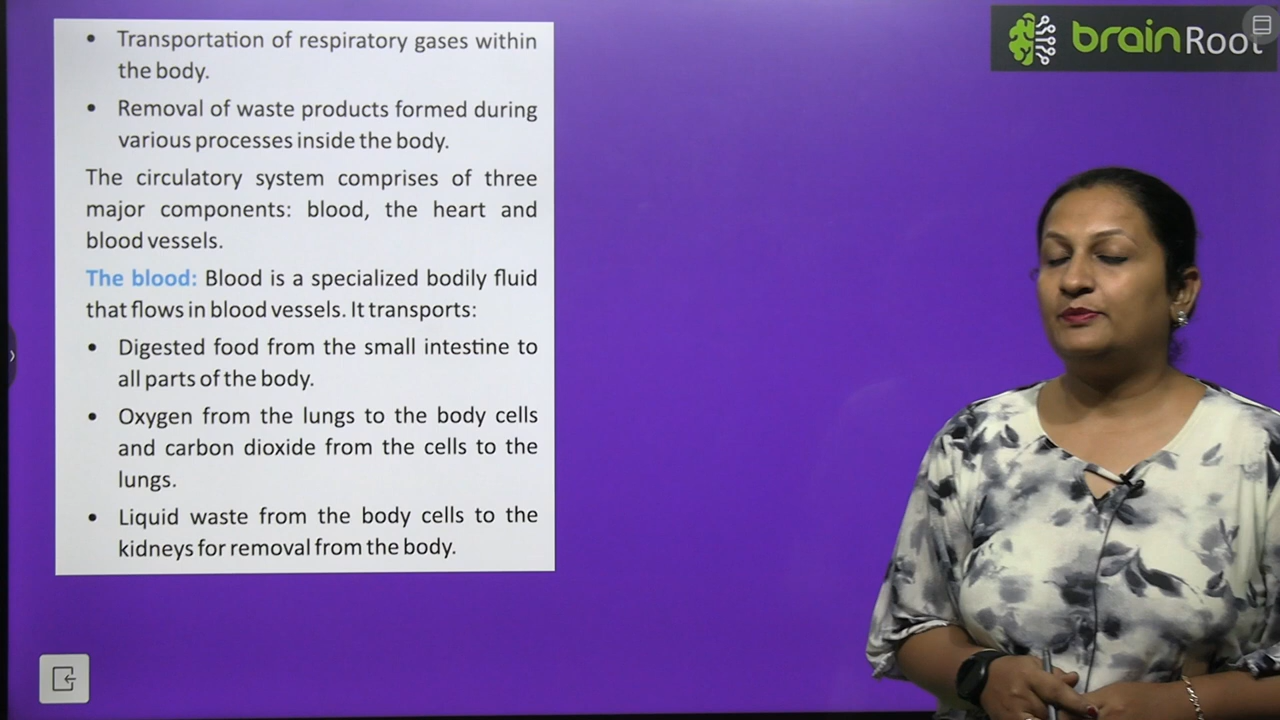 • Transportation of respiratory gases within
the body.
• Removal of waste products formed during
various processes inside the body.
The circulatory system comprises of three
major components: blood, the heart and
blood vessels.
The blood: Blood is a specialized bodily fluid
that flows in blood vessels. It transports:
• Digested food from the small intestine to
all parts of the body.
• Oxygen from the lungs to the body cells
and carbon dioxide from the cells to the
lungs.
• Liquid waste from the body cells to the
kidneys for removal from the body.
brainRoot